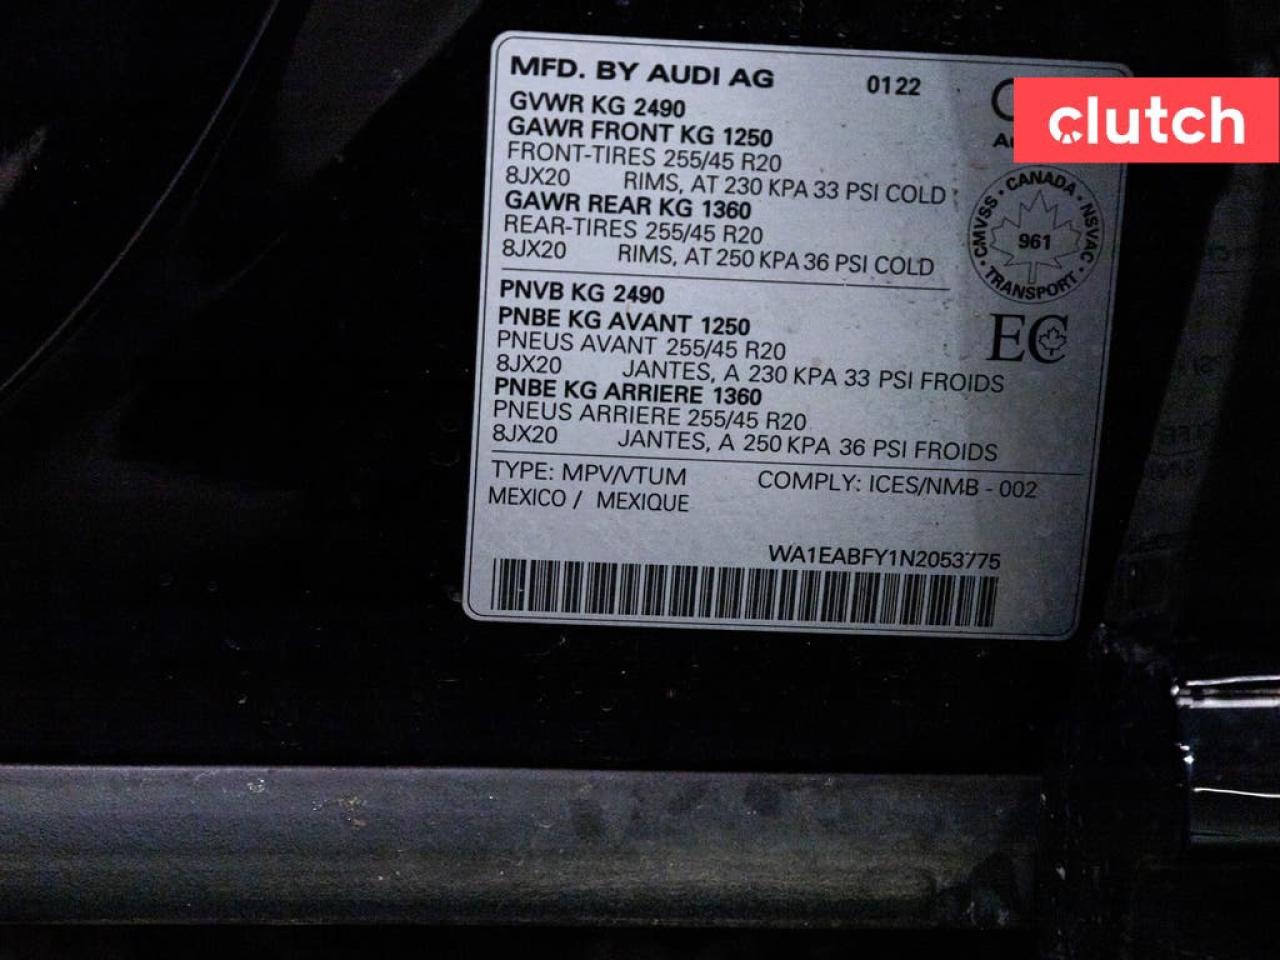 MFD. BY AUDI AG 0122
GVWR KG 2490
GAWR FRONT KG 1250
FRONT-TIRES 255/45 R20
8JX20 RIMS, AT 230 KPA 33 PSI COLD
GAWR REAR KG 1360
REAR-TIRES 255/45 R20
8JX20 RIMS, AT 250 KPA 36 PSI COLD
PNVB KG 2490
PNBE KG AVANT 1250
PNEUS AVANT 255/45 R20
8JX20 JANTES, A 230 KPA 33 PSI FROIDS
PNBE KG ARRIERE 1360
PNEUS ARRIERE 255/45 R20
8JX20 JANTES, A 250 KPA 36 PSI FROIDS
TYPE: MPV/VTUM COMPLY: ICES/NMB - 002
MEXICO / MEXIQUE
WA1EABFY1N2053775
clutch
CMVSS · CANADA · NSVAC · TRANSPORT ·
961
EC